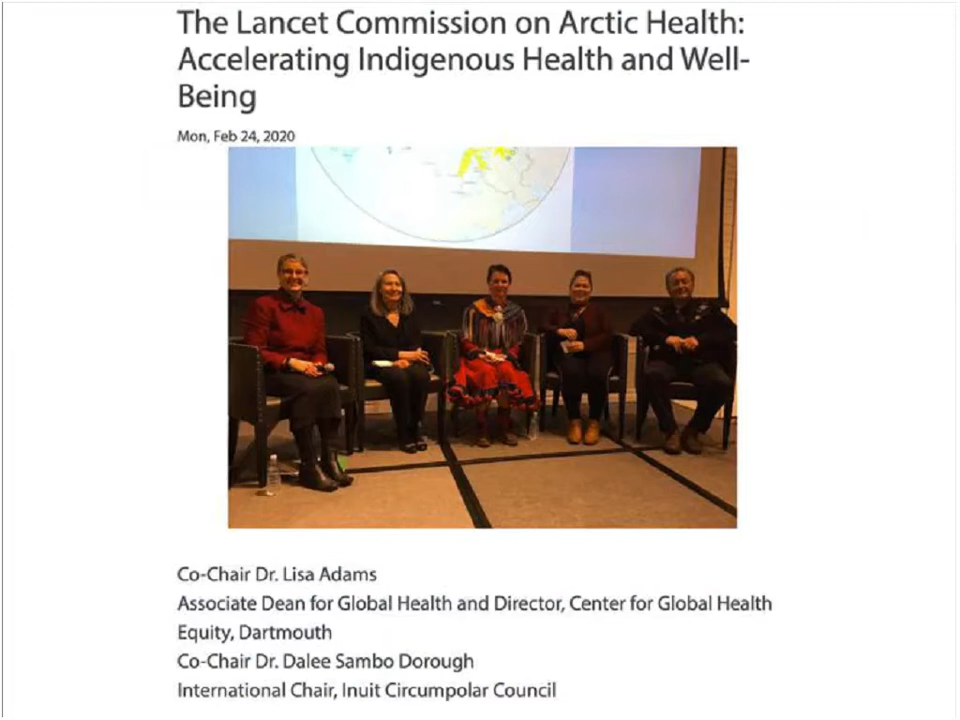 The Lancet Commission on Arctic Health:
Accelerating Indigenous Health and Well-
Being
Mon, Feb 24, 2020
Co-Chair Dr. Lisa Adams
Associate Dean for Global Health and Director, Center for Global Health
Equity, Dartmouth
Co-Chair Dr. Dalee Sambo Dorough
International Chair, Inuit Circumpolar Council